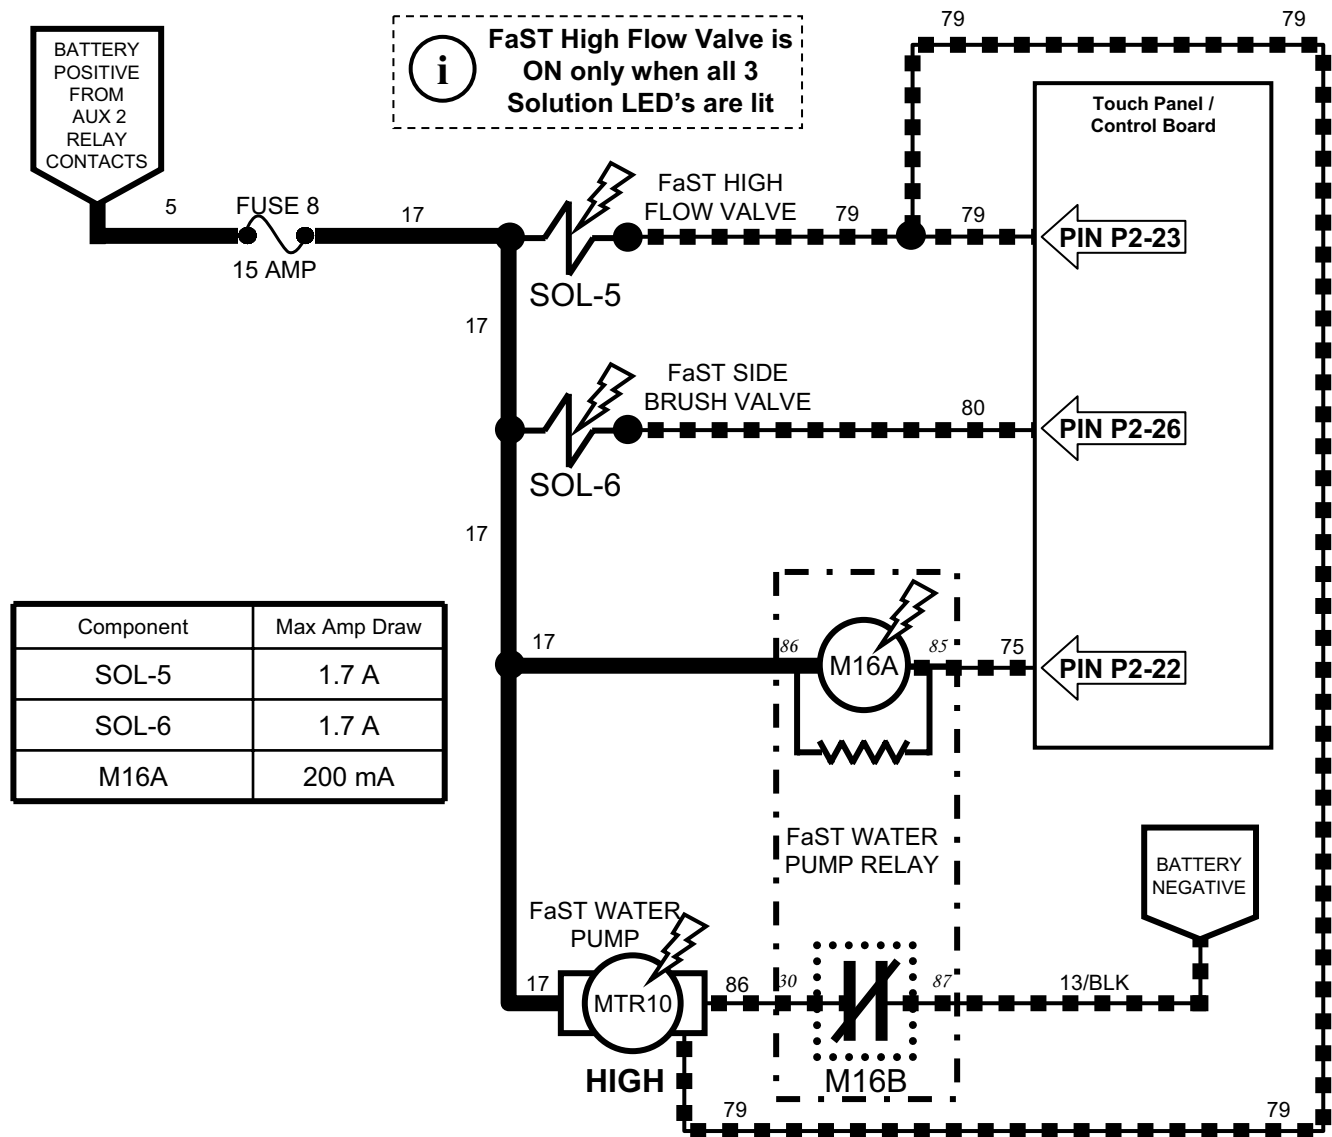 79
79
BATTERY
POSITIVE
FROM
AUX 2
RELAY
CONTACTS
i
FaST High Flow Valve is
ON only when all 3
Solution LED's are lit
Touch Panel /
Control Board
5
FUSE 8
15 AMP
17
FaST HIGH
FLOW VALVE
79
79
PIN P2-23
SOL-5
17
FaST SIDE
BRUSH VALVE
80
PIN P2-26
SOL-6
17
Component
Max Amp Draw
SOL-5
1.7 A
SOL-6
1.7 A
M16A
200 mA
17
86
M16A
85
75
PIN P2-22
FaST WATER
PUMP RELAY
BATTERY
NEGATIVE
FaST WATER
PUMP
17
MTR10
86
30
87
13/BLK
HIGH
M16B
79
79